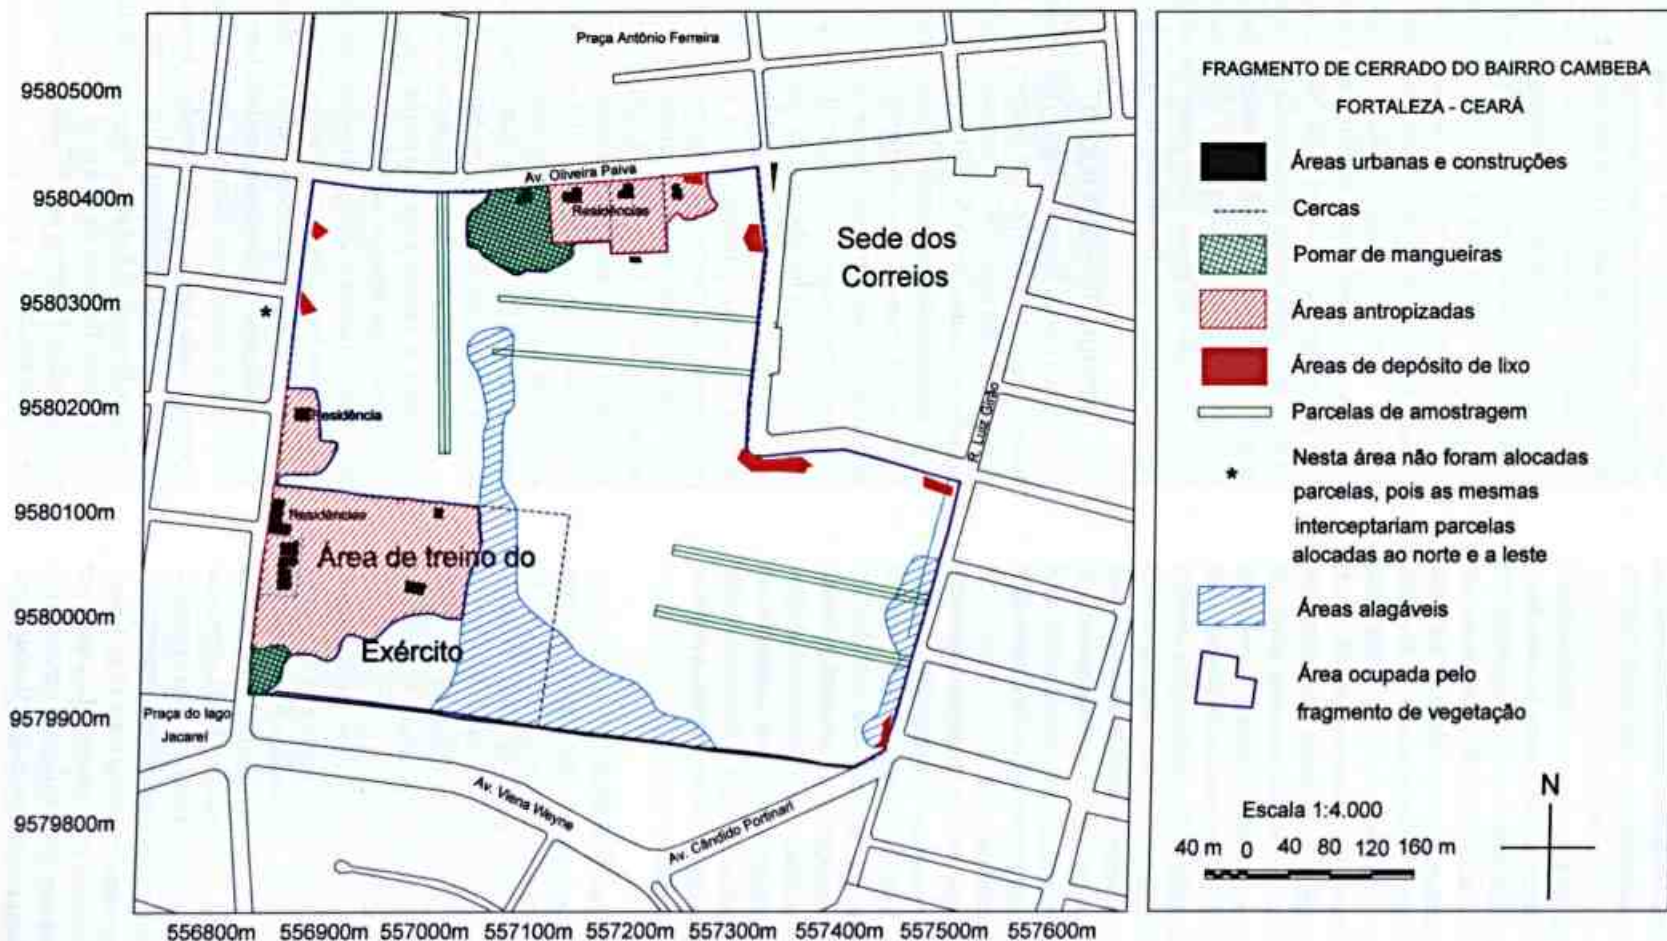 Praça Antônio Ferreira
9580500m
Av. Oliveira Paiva
9580400m
Residências
Sede dos
Correios
9580300m
*
9580200m
Residência
R. Luiz Girão
9580100m
Residências
Área de treino do
9580000m
Exército
9579900m
Praça do lago
Jacareí
Av. Viena Weyne
9579800m
Av. Cândido Portinari
556800m 556900m 557000m 557100m 557200m 557300m 557400m 557500m 557600m
FRAGMENTO DE CERRADO DO BAIRRO CAMBEBA
FORTALEZA - CEARÁ
Áreas urbanas e construções
Cercas
Pomar de mangueiras
Áreas antropizadas
Áreas de depósito de lixo
Parcelas de amostragem
* Nesta área não foram alocadas
parcelas, pois as mesmas
interceptariam parcelas
alocadas ao norte e a leste
Áreas alagáveis
Área ocupada pelo
fragmento de vegetação
N
Escala 1:4.000
40 m 0 40 80 120 160 m